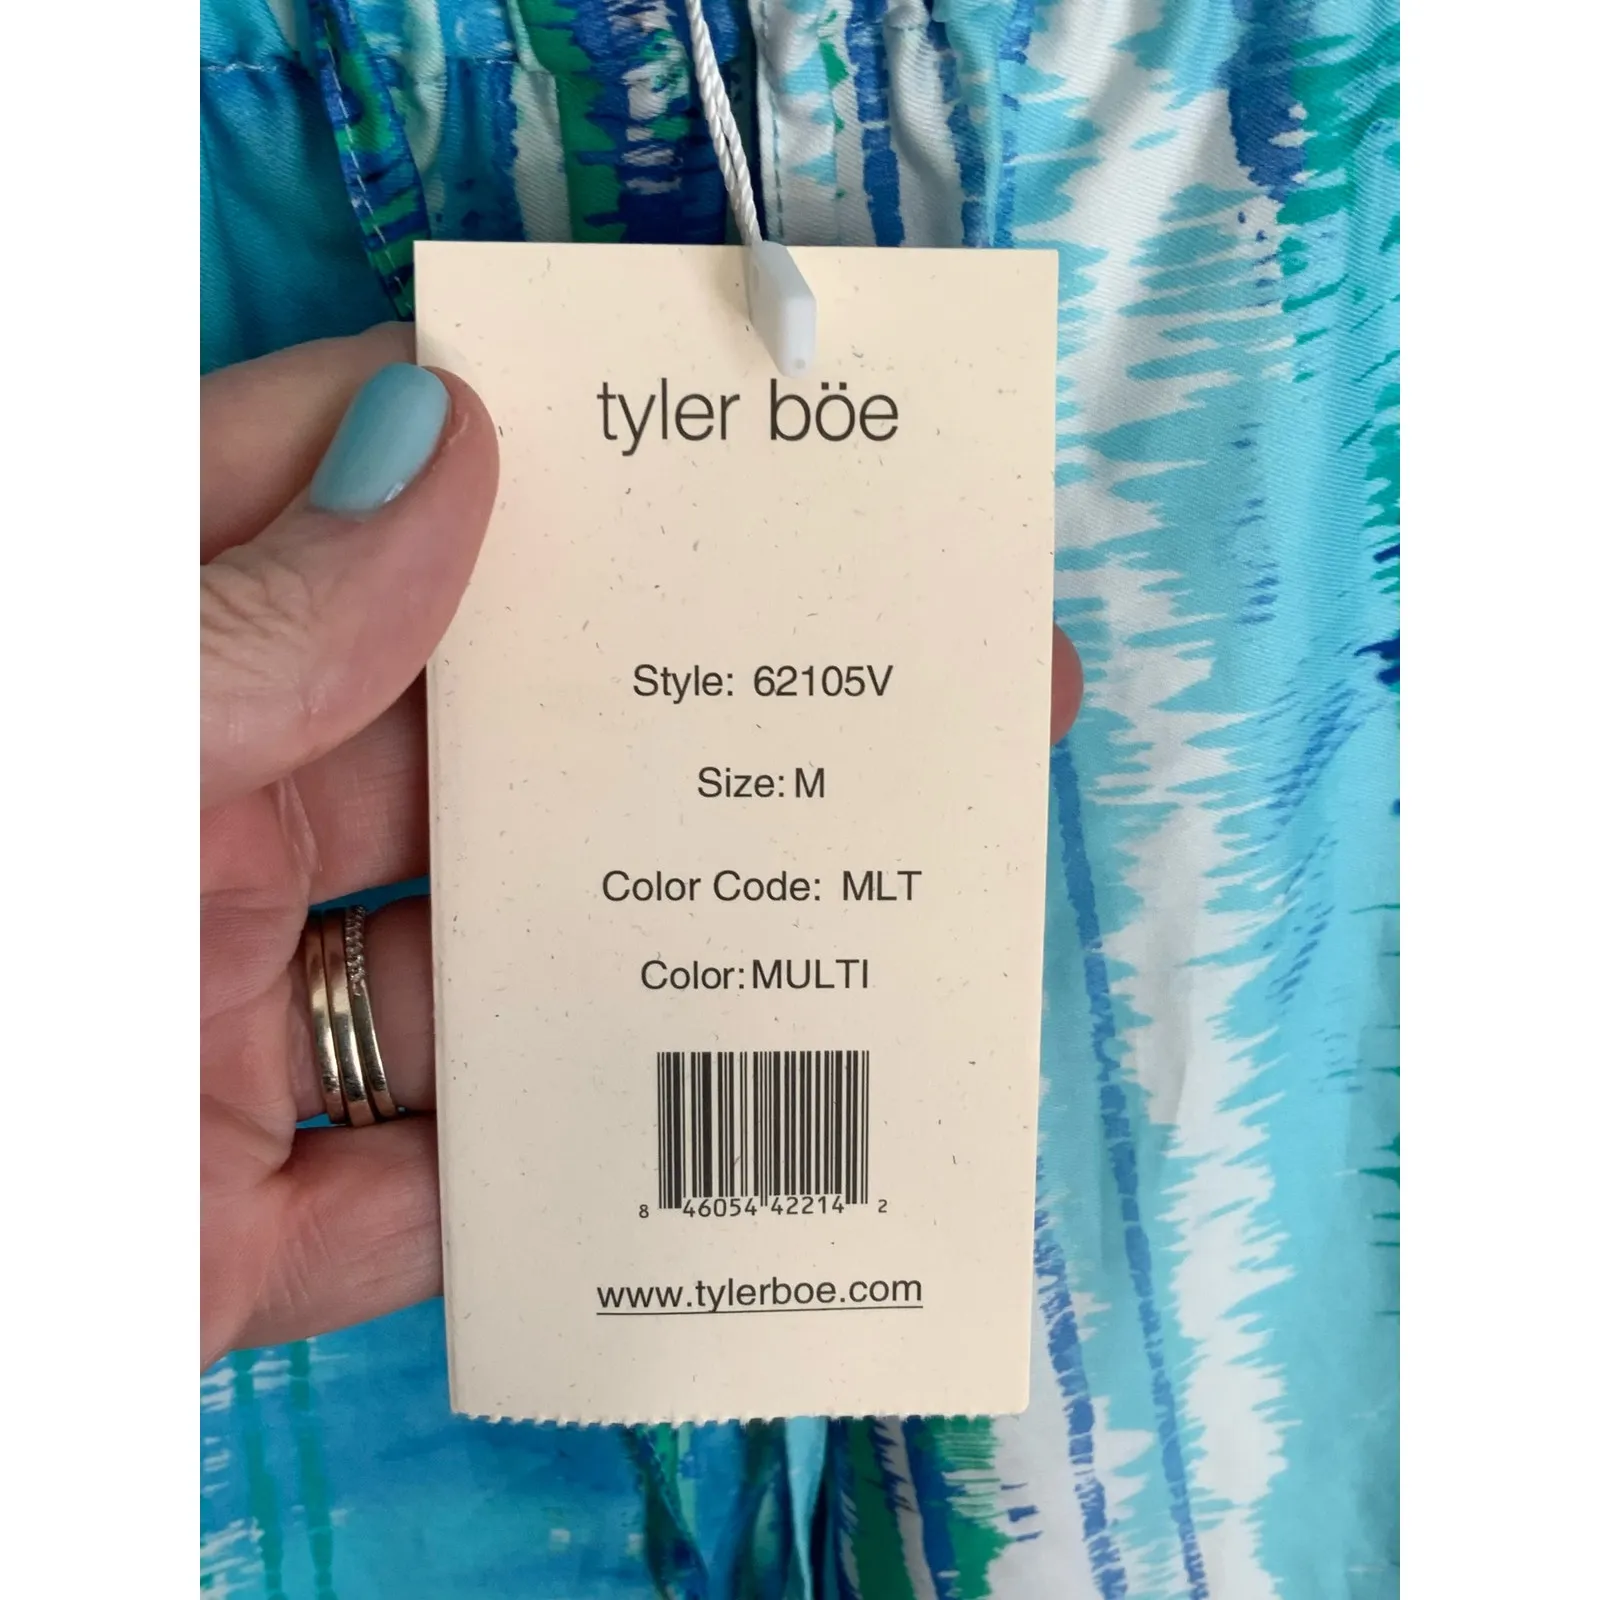 tyler böe
Style: 62105V
Size: M
Color Code: MLT
Color: MULTI
8 46054 42214 2
www.tylerboe.com